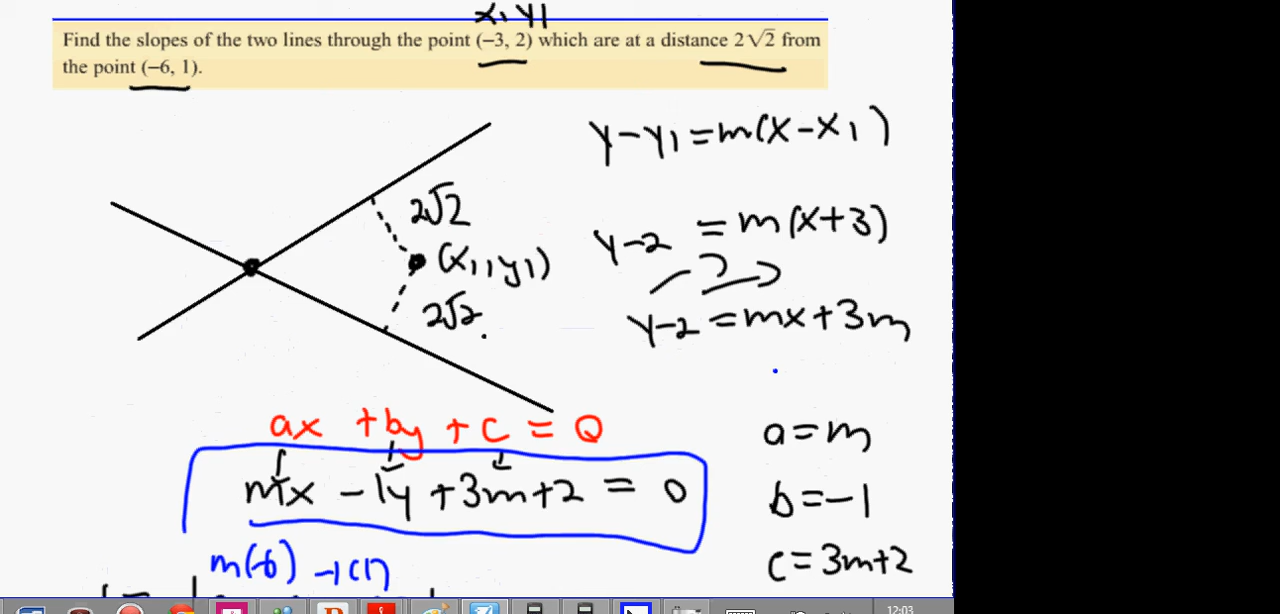 x1 y1
Find the slopes of the two lines through the point (−3, 2) which are at a distance 2√2 from
the point (−6, 1).
y-y1=m(x-x1)
2√2
y-2 =m(x+3)
(x1,y1)
2√2.
y-2=mx+3m
ax +by +c = 0
a=m
mx -1y +3m+2 = 0
b=-1
m(-6) -1(1)
c=3m+2
12:03